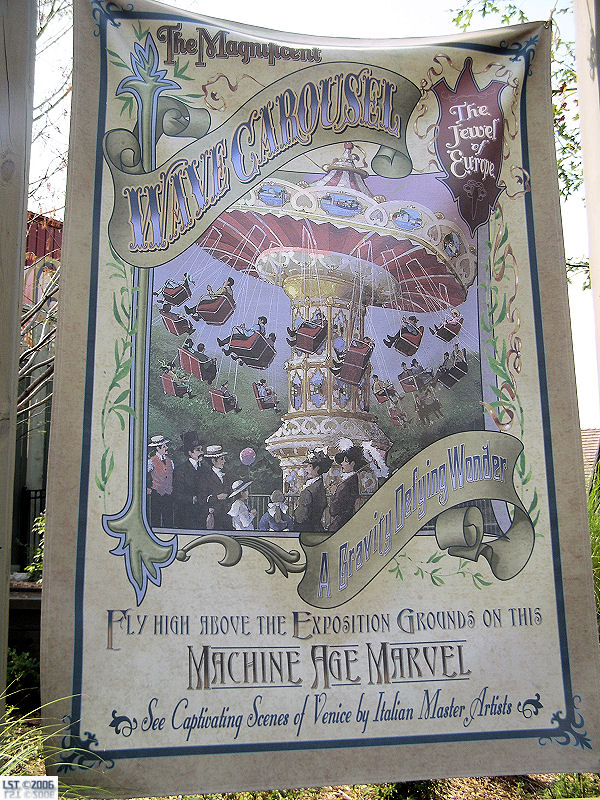 The Magnificent
WAVE CAROUSEL
The
Jewel
of
Europe
A Gravity Defying Wonder
FLY HIGH ABOVE THE EXPOSITION GROUNDS ON THIS
MACHINE AGE MARVEL
See Captivating Scenes of Venice by Italian Master Artists
LST ©2006